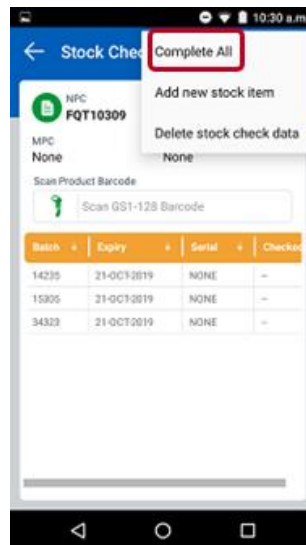 10:30 a.m
Stock Chec
Complete All
Add new stock item
Delete stock check data
NPC
FQT10309
MPC
None
None
Scan Product Barcode
Scan GS1-128 Barcode
Batch Expiry Serial Checked
14235 21-OCT-2019 NONE –
15305 21-OCT-2019 NONE –
34323 21-OCT-2019 NONE –